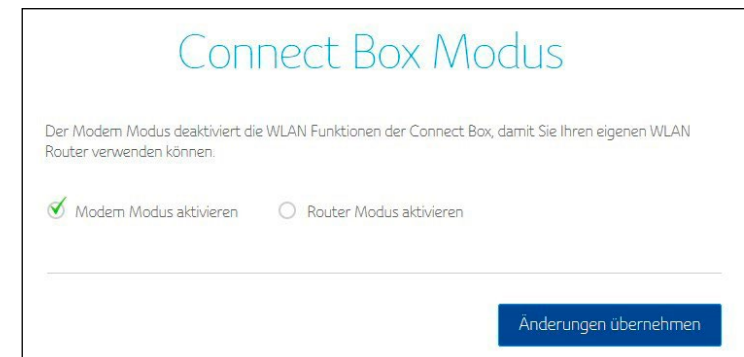 Connect Box Modus
Der Modem Modus deaktiviert die WLAN Funktionen der Connect Box, damit Sie Ihren eigenen WLAN
Router verwenden können.
Modem Modus aktivieren Router Modus aktivieren
Änderungen übernehmen